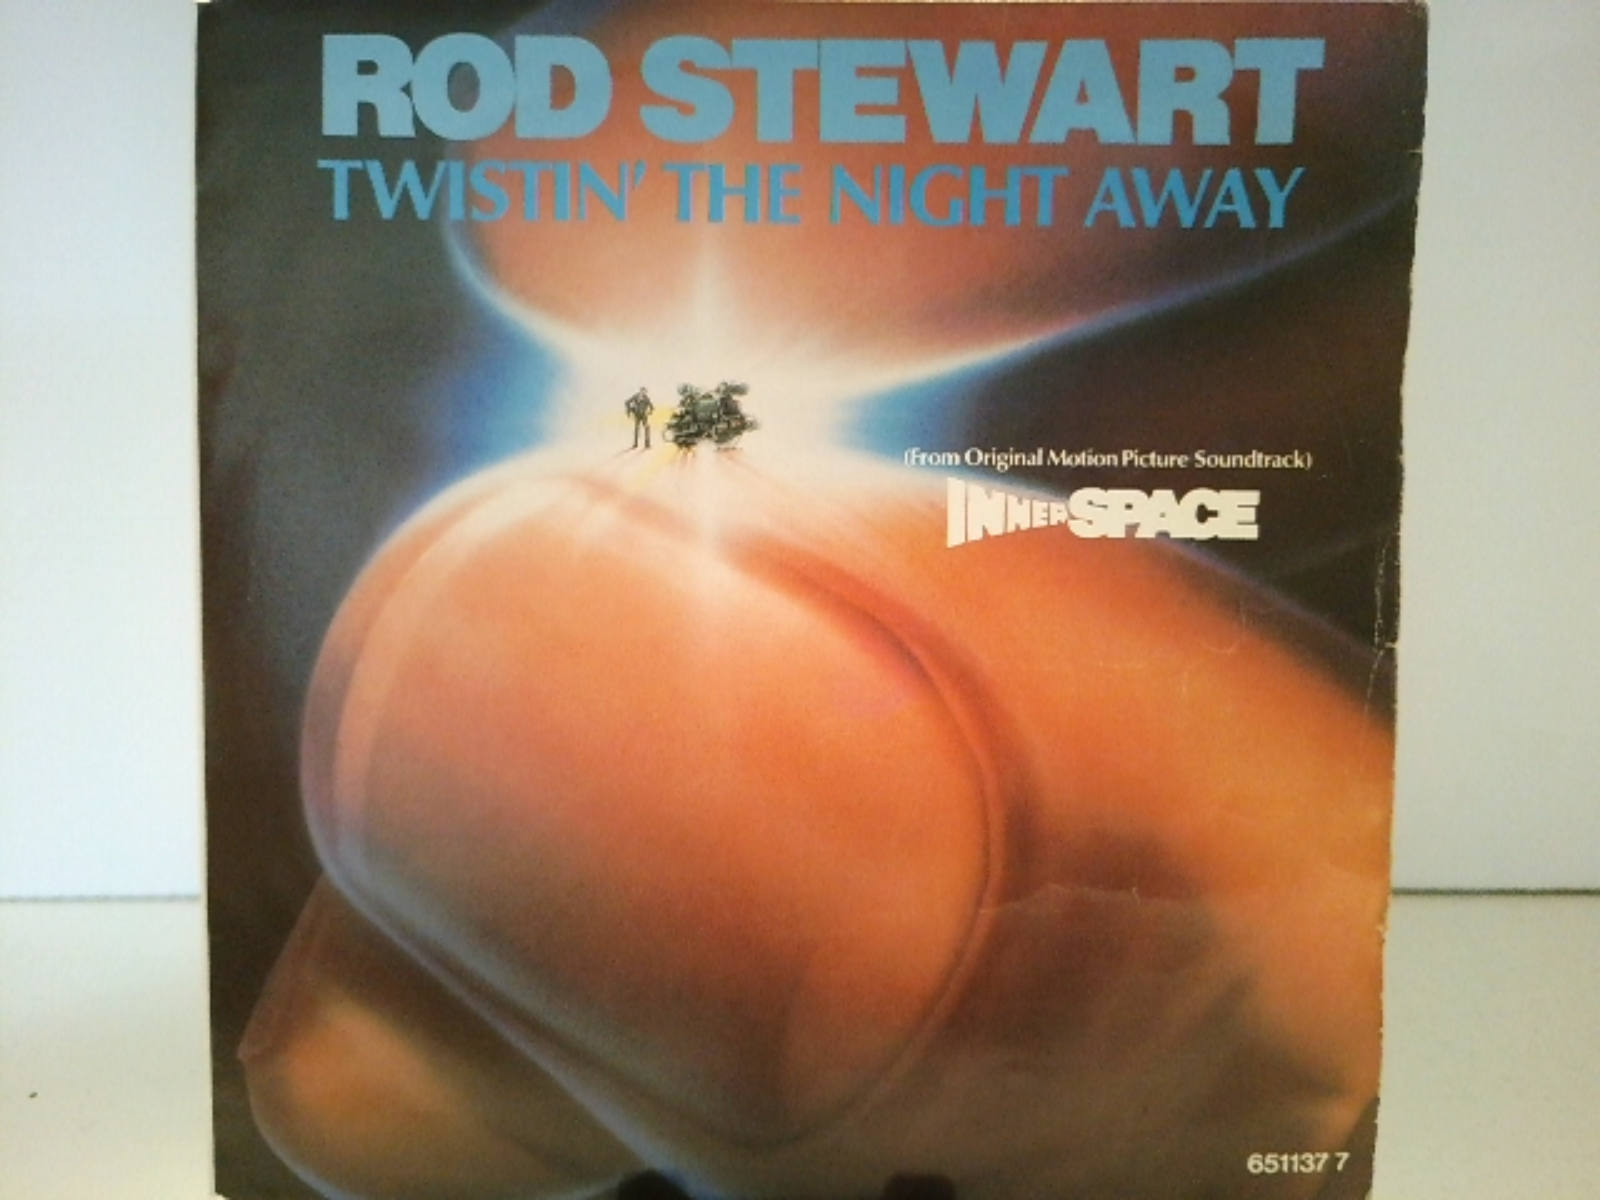 ROD STEWART
TWISTIN' THE NIGHT AWAY
(From Original Motion Picture Soundtrack)
INNERSPACE
651137 7